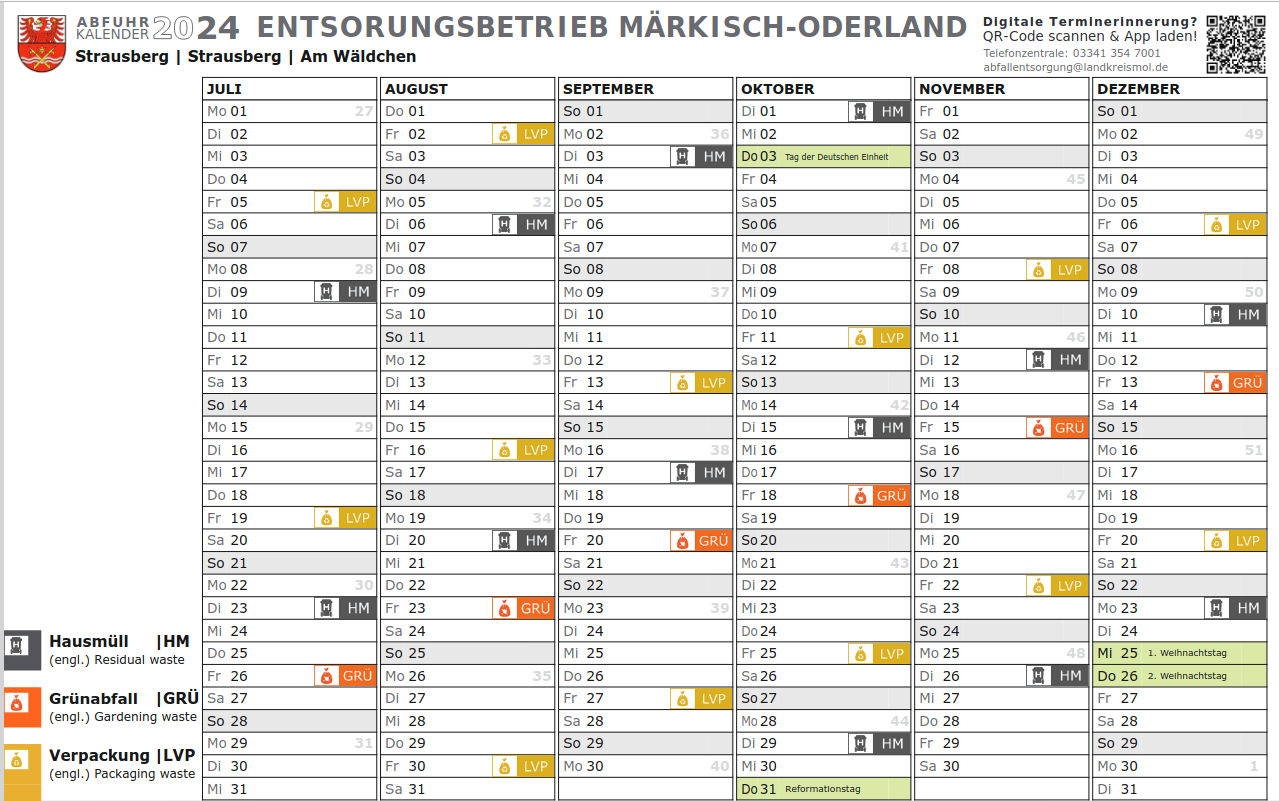 ABFUHR
KALENDER 2024 ENTSORUNGSBETRIEB MÄRKISCH-ODERLAND
Strausberg | Strausberg | Am Wäldchen
Digitale Terminerinnerung?
QR-Code scannen & App laden!
Telefonzentrale: 03341 354 7001
abfallentsorgung@landkreismol.de
JULI AUGUST SEPTEMBER OKTOBER NOVEMBER DEZEMBER
Mo 01 27 Do 01 So 01 Di 01 H HM Fr 01 So 01
Di 02 Fr 02 LVP Mo 02 36 Mi 02 Sa 02 Mo 02 49
Mi 03 Sa 03 Di 03 H HM Do 03 Tag der Deutschen Einheit So 03 Di 03
Do 04 So 04 Mi 04 Fr 04 Mo 04 45 Mi 04
Fr 05 LVP Mo 05 32 Do 05 Sa 05 Di 05 Do 05
Sa 06 Di 06 H HM Fr 06 So 06 Mi 06 Fr 06 LVP
So 07 Mi 07 Sa 07 Mo 07 41 Do 07 Sa 07
Mo 08 28 Do 08 So 08 Di 08 Fr 08 LVP So 08
Di 09 H HM Fr 09 Mo 09 37 Mi 09 Sa 09 Mo 09 50
Mi 10 Sa 10 Di 10 Do 10 So 10 Di 10 H HM
Do 11 So 11 Mi 11 Fr 11 LVP Mo 11 46 Mi 11
Fr 12 Mo 12 33 Do 12 Sa 12 Di 12 H HM Do 12
Sa 13 Di 13 Fr 13 LVP So 13 Mi 13 Fr 13 GRÜ
So 14 Mi 14 Sa 14 Mo 14 42 Do 14 Sa 14
Mo 15 29 Do 15 So 15 Di 15 H HM Fr 15 GRÜ So 15
Di 16 Fr 16 LVP Mo 16 38 Mi 16 Sa 16 Mo 16 51
Mi 17 Sa 17 Di 17 H HM Do 17 So 17 Di 17
Do 18 So 18 Mi 18 Fr 18 GRÜ Mo 18 47 Mi 18
Fr 19 LVP Mo 19 34 Do 19 Sa 19 Di 19 Do 19
Sa 20 Di 20 H HM Fr 20 GRÜ So 20 Mi 20 Fr 20 LVP
So 21 Mi 21 Sa 21 Mo 21 43 Do 21 Sa 21
Mo 22 30 Do 22 So 22 Di 22 Fr 22 LVP So 22
Di 23 H HM Fr 23 GRÜ Mo 23 39 Mi 23 Sa 23 Mo 23 H HM
Mi 24 Sa 24 Di 24 Do 24 So 24 Di 24
Do 25 So 25 Mi 25 Fr 25 LVP Mo 25 48 Mi 25 1. Weihnachtstag
Fr 26 GRÜ Mo 26 35 Do 26 Sa 26 Di 26 H HM Do 26 2. Weihnachtstag
Sa 27 Di 27 Fr 27 LVP So 27 Mi 27 Fr 27
So 28 Mi 28 Sa 28 Mo 28 44 Do 28 Sa 28
Mo 29 31 Do 29 So 29 Di 29 H HM Fr 29 So 29
Di 30 Fr 30 LVP Mo 30 40 Mi 30 Sa 30 Mo 30 1
Mi 31 Sa 31 Do 31 Reformationstag Di 31
H Hausmüll |HM
(engl.) Residual waste
Grünabfall |GRÜ
(engl.) Gardening waste
Verpackung |LVP
(engl.) Packaging waste